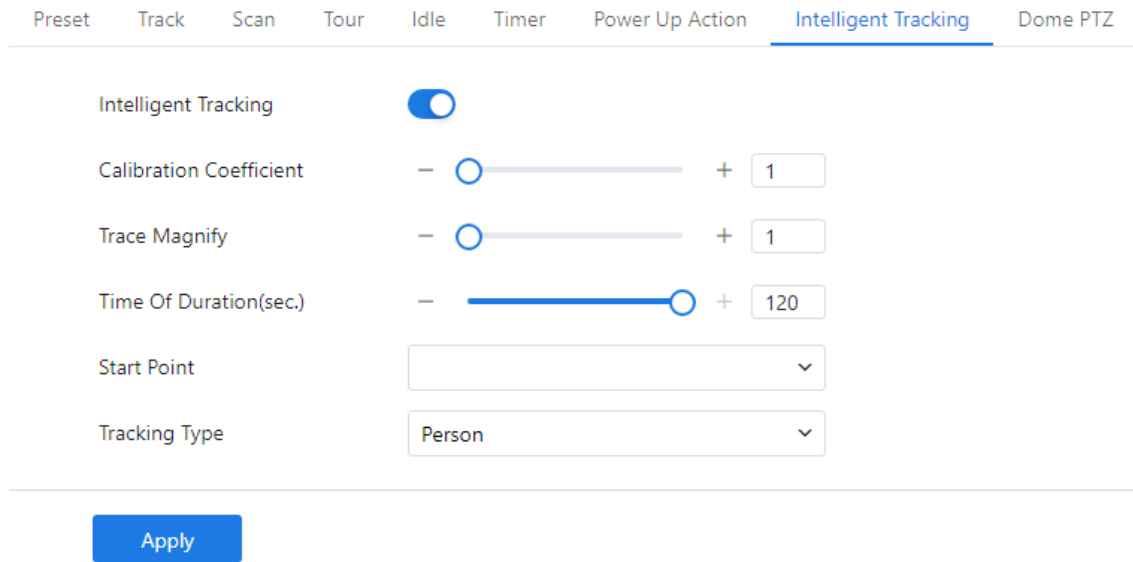 Preset Track Scan Tour Idle Timer Power Up Action Intelligent Tracking Dome PTZ
Intelligent Tracking
Calibration Coefficient − + 1
Trace Magnify − + 1
Time Of Duration(sec.) − + 120
Start Point
Tracking Type Person
Apply